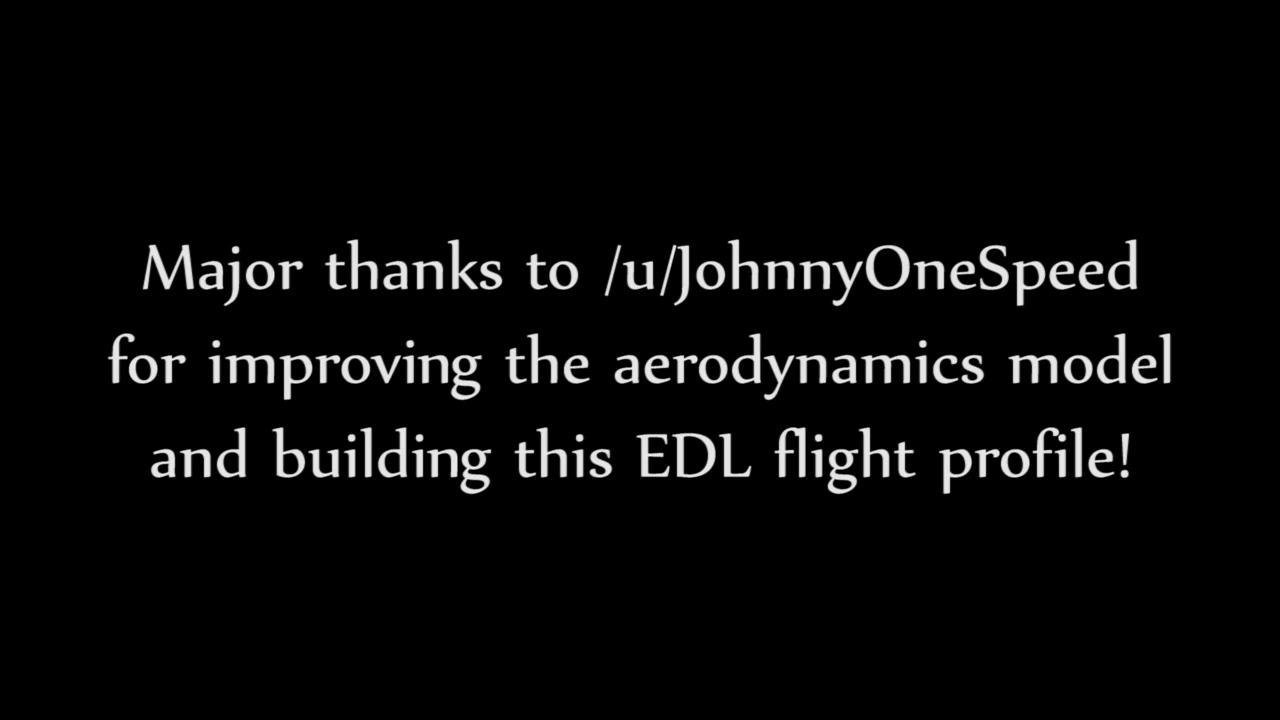 Major thanks to /u/JohnnyOneSpeed
for improving the aerodynamics model
and building this EDL flight profile!